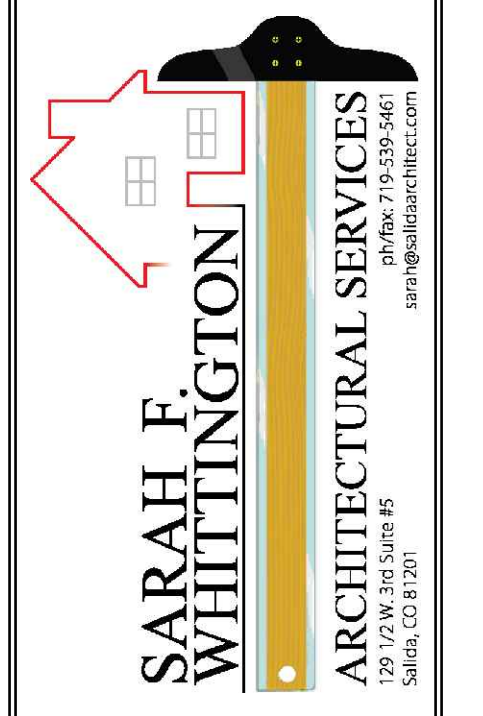 SARAH F.
WHITTINGTON
ARCHITECTURAL SERVICES
129 1/2 W. 3rd Suite #5
Salida, CO 81201
ph/fax: 719-539-5461
sarah@salidaarchitect.com